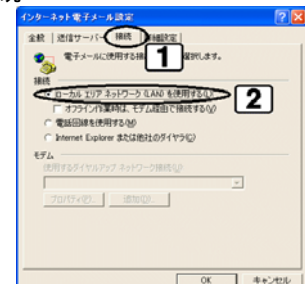 インターネット電子メール設定
全般 送信サーバー 接続 詳細設定
電子メールに使用する接 選択します。
1
接続
ローカル エリア ネットワーク (LAN) を使用する(L)
2
オフライン作業時は、モデム経由で接続する(V)
電話回線を使用する(M)
Internet Explorer または他社のダイヤラ(C)
モデム
使用するダイヤルアップ ネットワーク接続(U)
プロパティ(P)... 追加(D)...
OK キャンセル